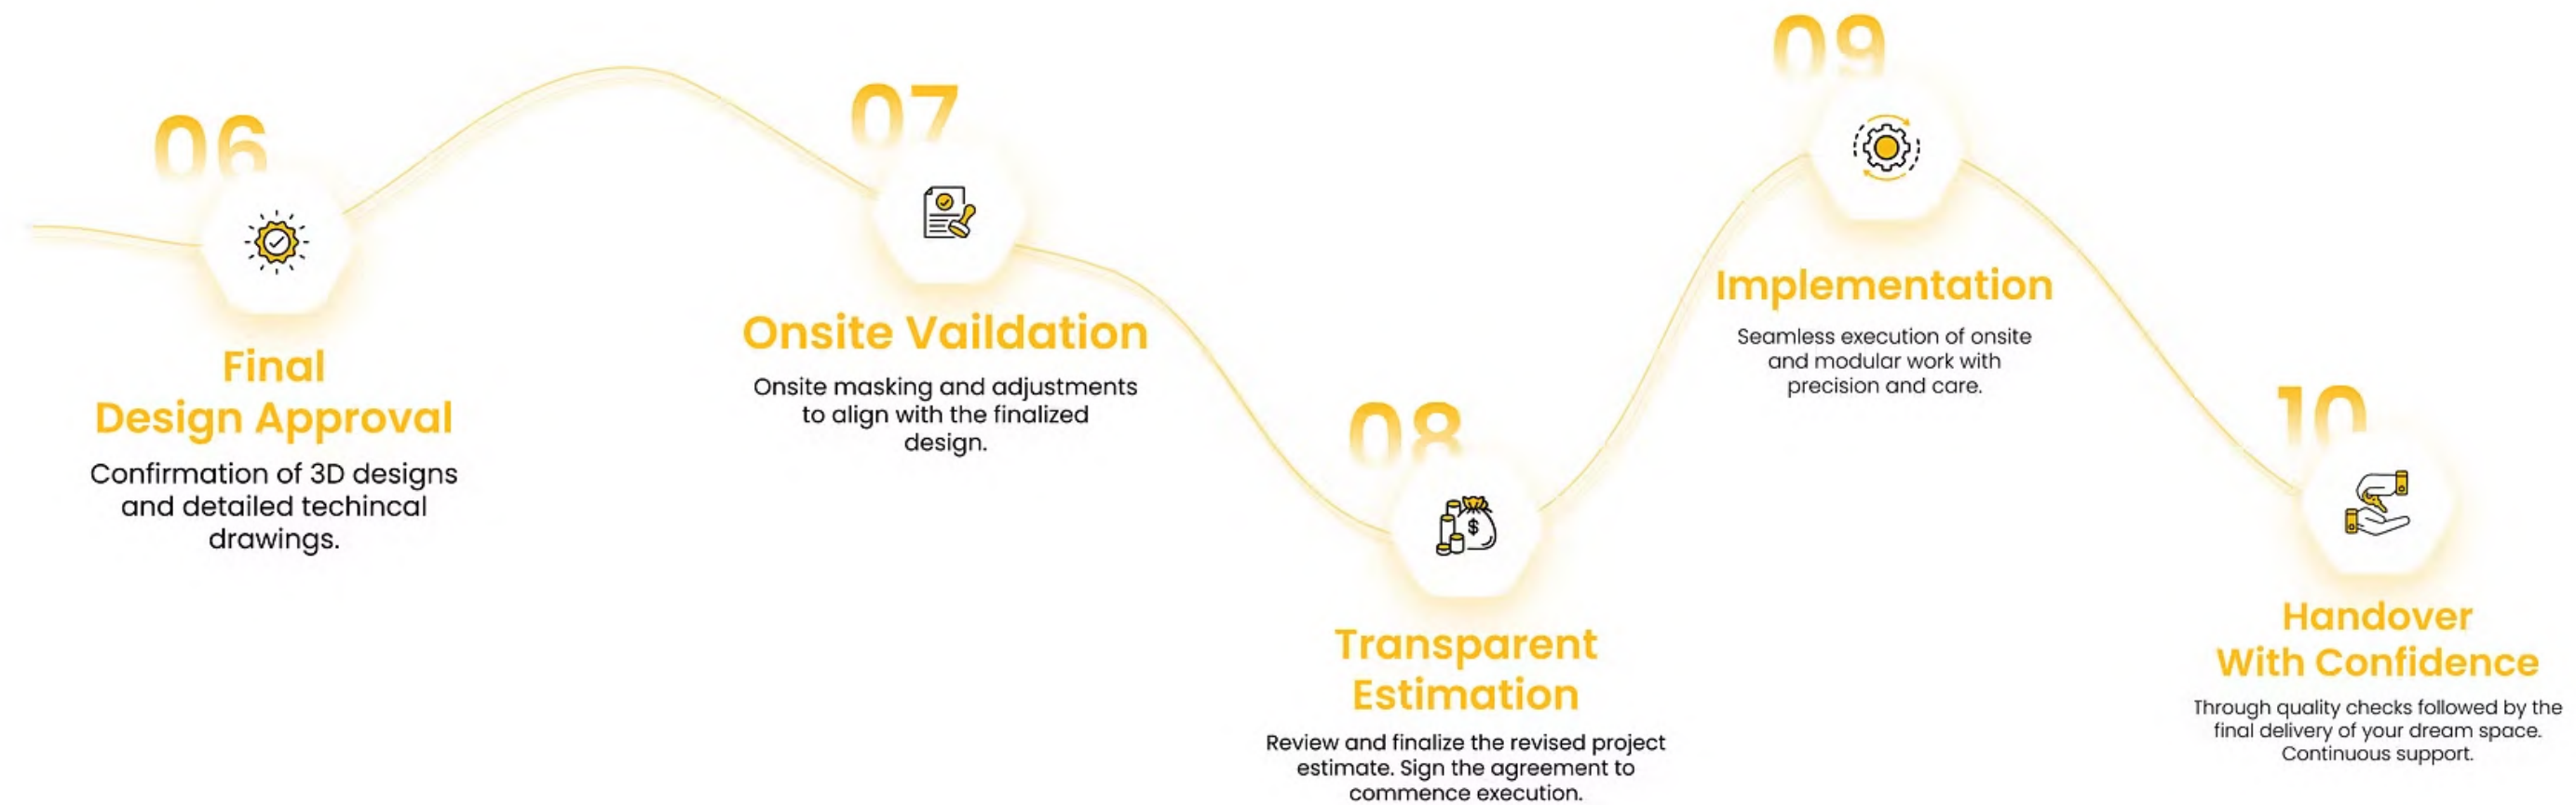 06
Final
Design Approval
Confirmation of 3D designs
and detailed techincal
drawings.
07
Onsite Vaildation
Onsite masking and adjustments
to align with the finalized
design.
08
$
Transparent
Estimation
Review and finalize the revised project
estimate. Sign the agreement to
commence execution.
09
Implementation
Seamless execution of onsite
and modular work with
precision and care.
10
Handover
With Confidence
Through quality checks followed by the
final delivery of your dream space.
Continuous support.